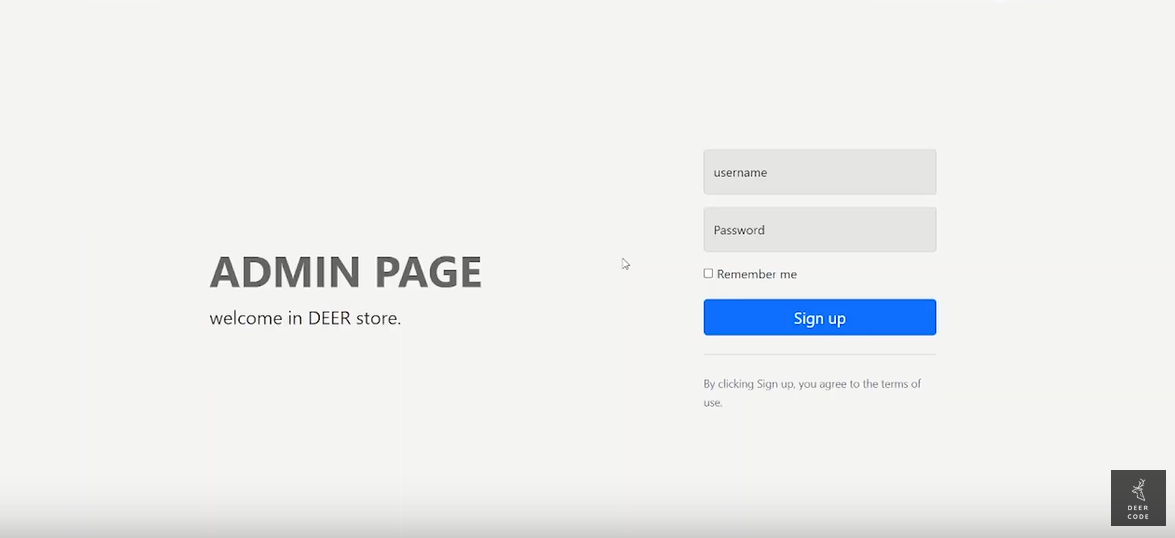 ADMIN PAGE
welcome in DEER store.
username
Password
Remember me
Sign up
By clicking Sign up, you agree to the terms of
use.
DEER
CODE